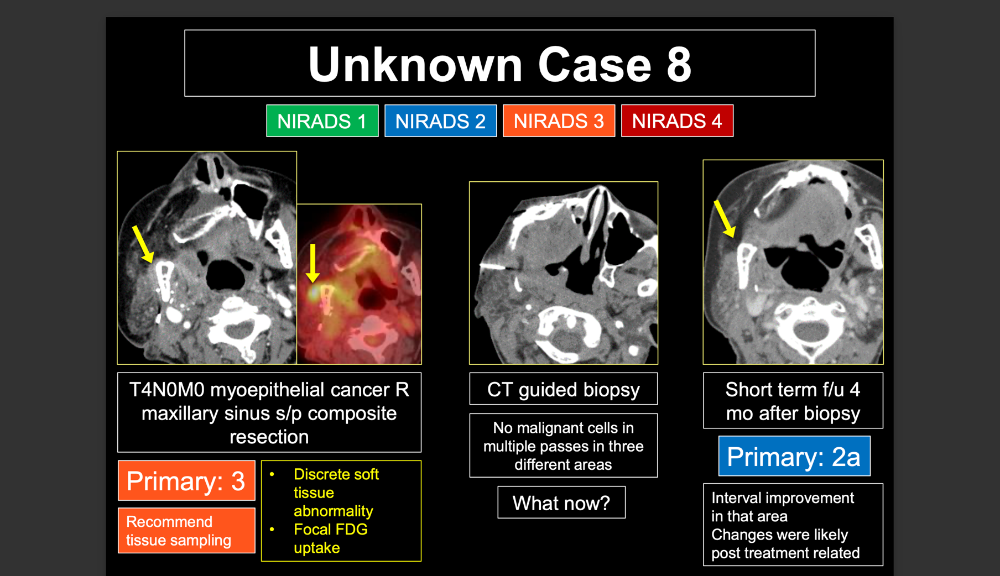 Unknown Case 8
NIRADS 1
NIRADS 2
NIRADS 3
NIRADS 4
T4N0M0 myoepithelial cancer R
maxillary sinus s/p composite
resection
Primary: 3
Recommend
tissue sampling
• Discrete soft
tissue
abnormality
• Focal FDG
uptake
CT guided biopsy
No malignant cells in
multiple passes in three
different areas
What now?
Short term f/u 4
mo after biopsy
Primary: 2a
Interval improvement
in that area
Changes were likely
post treatment related